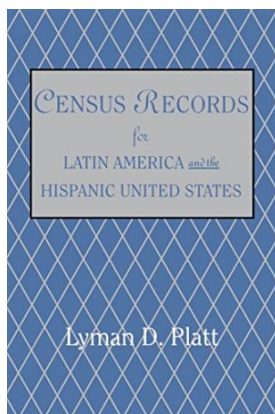 CENSUS RECORDS
for
LATIN AMERICA and the
HISPANIC UNITED STATES
Lyman D. Platt